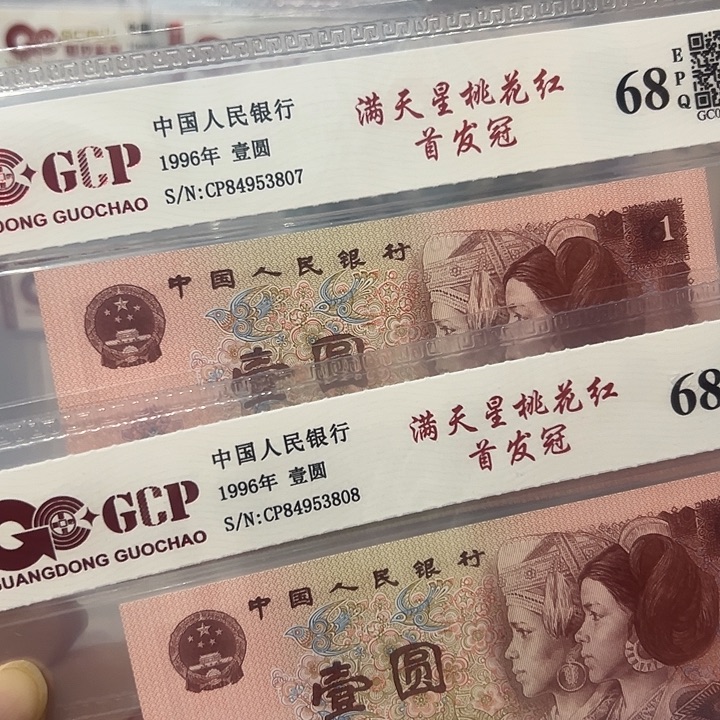 中国人民银行
1996年 壹圆
S/N:CP84953807
满天星桃花红
首发冠
68
EPQ
GCP
DONG GUOCHAO
中国人民银行
1
壹圆
中国人民银行
1996年 壹圆
S/N:CP84953808
满天星桃花红
首发冠
68
GCP
GUANGDONG GUOCHAO
中国人民银行
壹圆